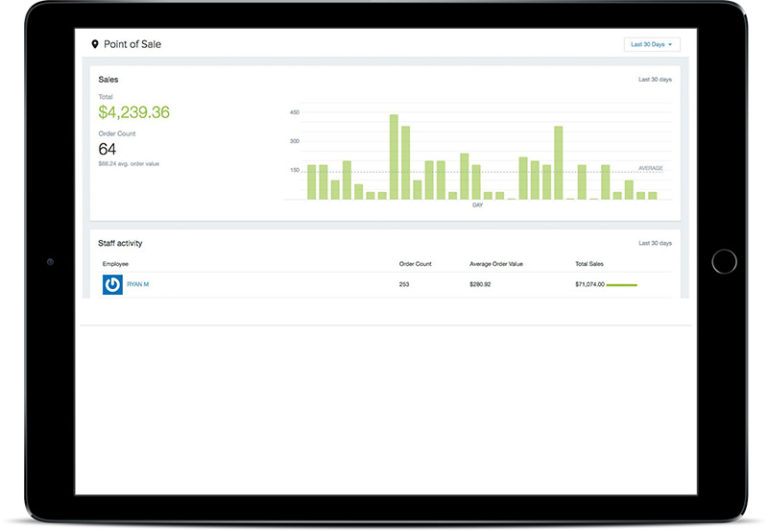 Point of Sale
Last 30 Days
Sales
Last 30 days
Total
$4,239.36
Order Count
64
$66.24 avg. order value
450
300
150
AVERAGE
DAY
Staff activity
Last 30 days
Employee Order Count Average Order Value Total Sales
RYAN M 253 $280.92 $71,074.00